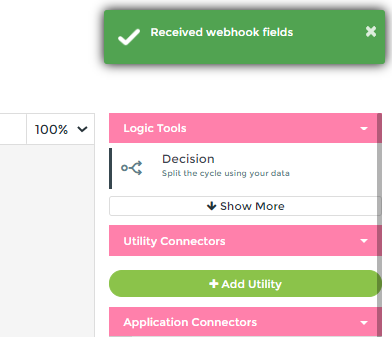 Received webhook fields
100%
Logic Tools
Decision
Split the cycle using your data
Show More
Utility Connectors
Add Utility
Application Connectors